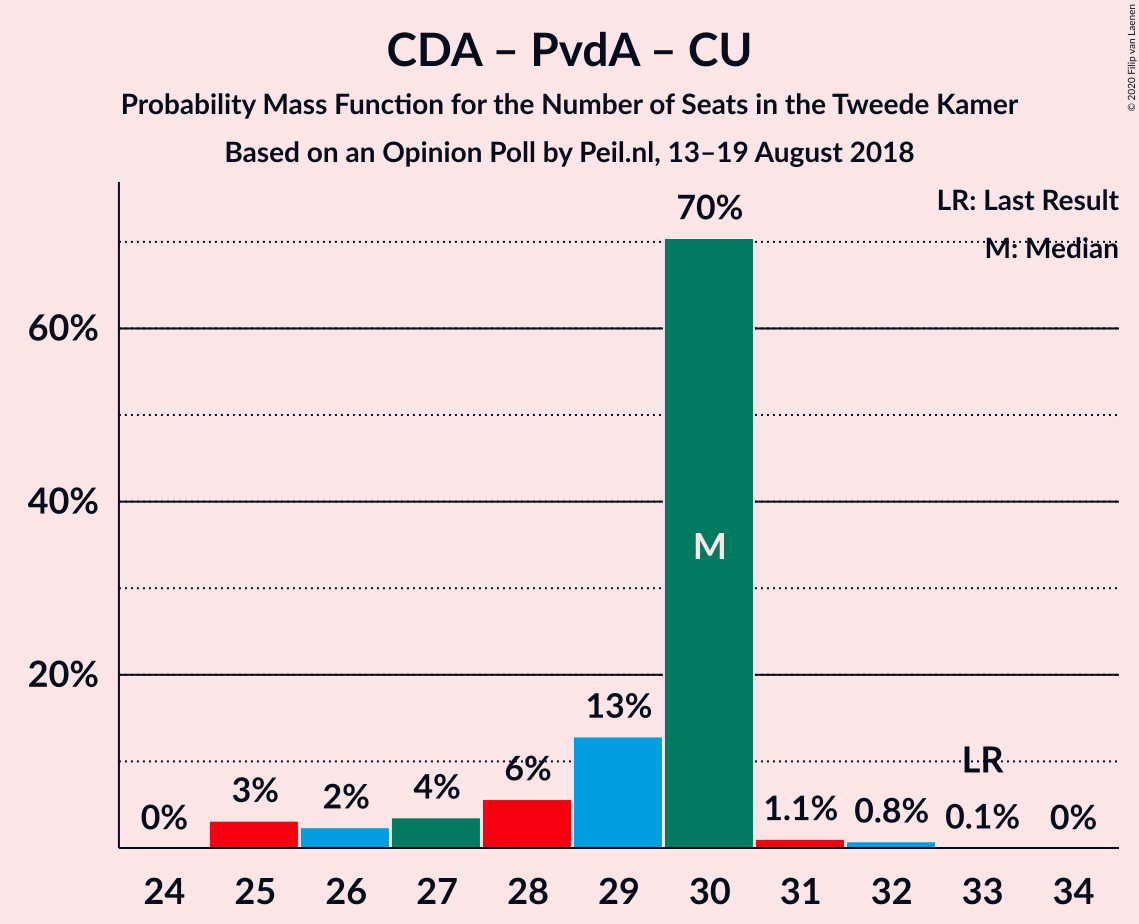 CDA – PvdA – CU
Probability Mass Function for the Number of Seats in the Tweede Kamer
Based on an Opinion Poll by Peil.nl, 13–19 August 2018
© 2020 Filip van Laenen
LR: Last Result
M: Median
70%
60%
40%
20%
M
0%
3%
2%
4%
6%
13%
1.1%
0.8%
LR
0.1%
0%
24 25 26 27 28 29 30 31 32 33 34